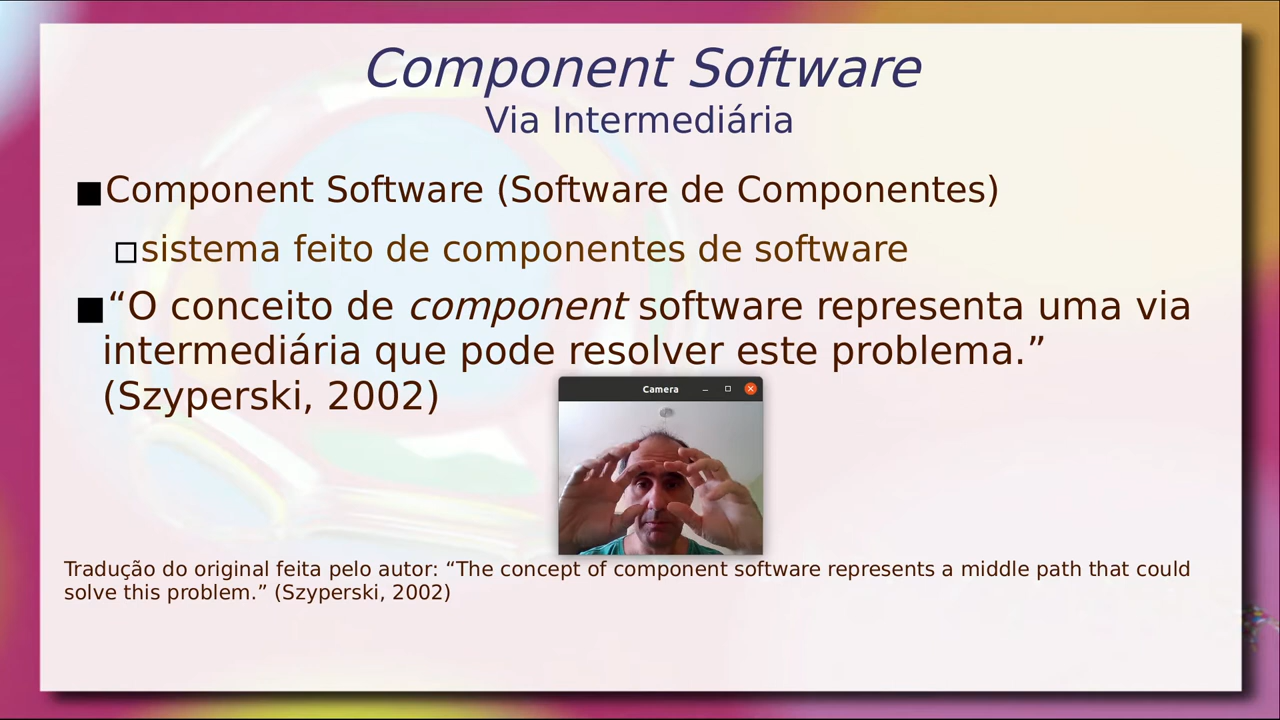 Component Software
Via Intermediária
■Component Software (Software de Componentes)
□sistema feito de componentes de software
■“O conceito de component software representa uma via
intermediária que pode resolver este problema.”
(Szyperski, 2002)
Camera
Tradução do original feita pelo autor: “The concept of component software represents a middle path that could
solve this problem.” (Szyperski, 2002)